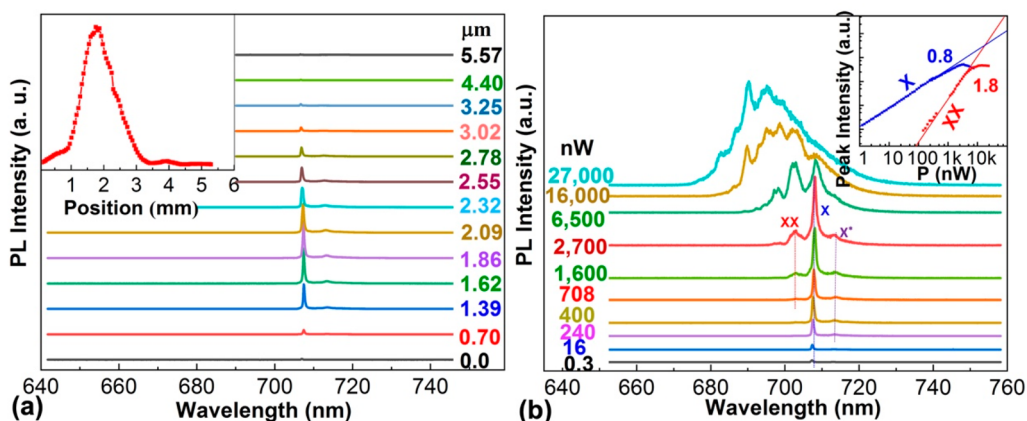 μm
5.57
4.40
3.25
3.02
2.78
2.55
2.32
2.09
1.86
1.62
1.39
0.70
0.0
1 2 3 4 5 6
Position (mm)
PL Intensity (a. u.)
640 660 680 700 720 740
Wavelength (nm)
(a)
nW
27,000
16,000
6,500
2,700
1,600
708
400
240
16
0.3
XX
X
X*
Peak Intensity (a.u.)
X
0.8
XX
1.8
1 10 100 1k 10k
P (nW)
PL Intensity (a.u.)
640 660 680 700 720 740 760
Wavelength (nm)
(b)